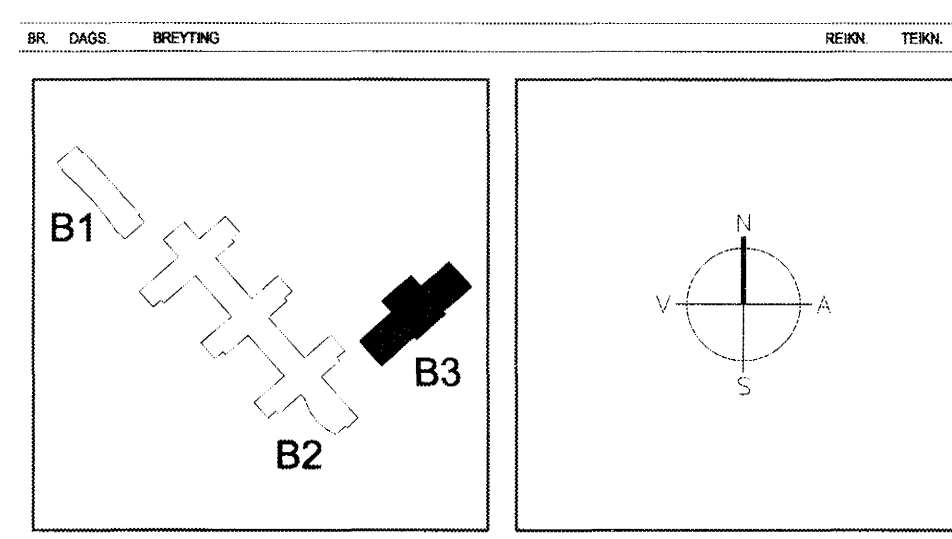 BR. DAGS. BREYTING REIKN. TEIKN.
B1
B3
B2
N
V A
S